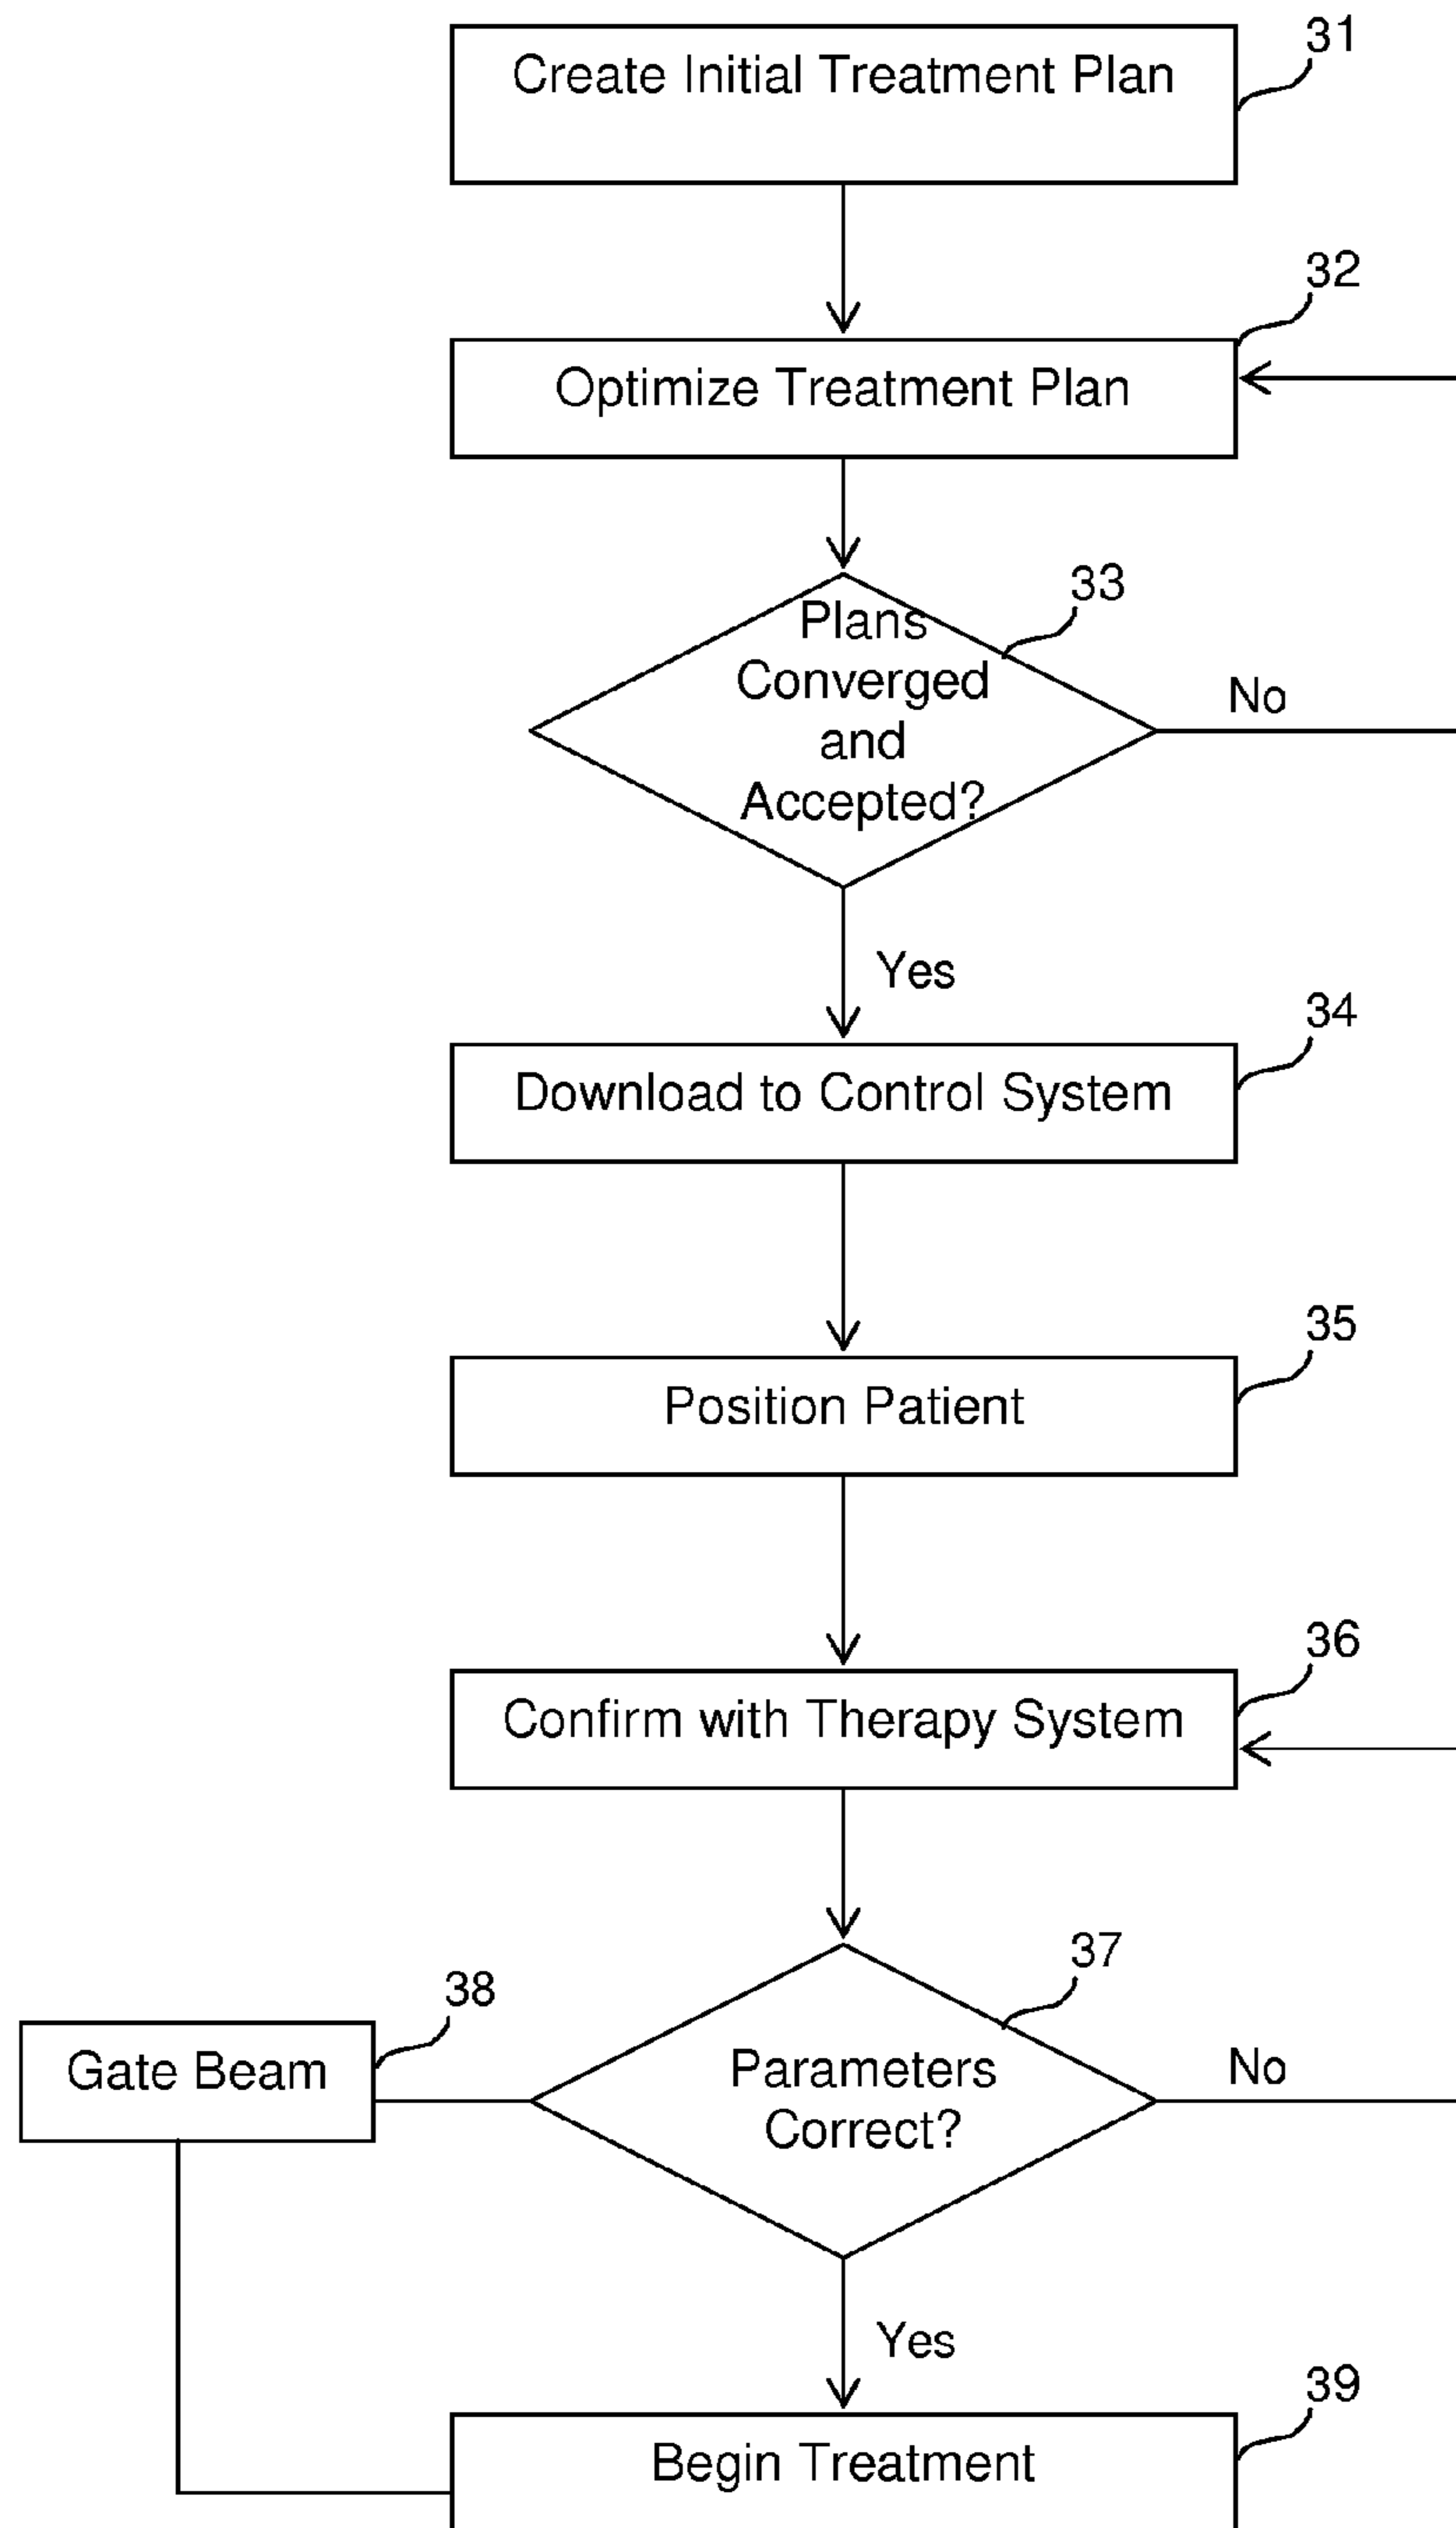 31
Create Initial Treatment Plan
32
Optimize Treatment Plan
33
Plans
Converged
and
Accepted?
No
Yes
34
Download to Control System
35
Position Patient
36
Confirm with Therapy System
37
38
Gate Beam
Parameters
Correct?
No
Yes
39
Begin Treatment